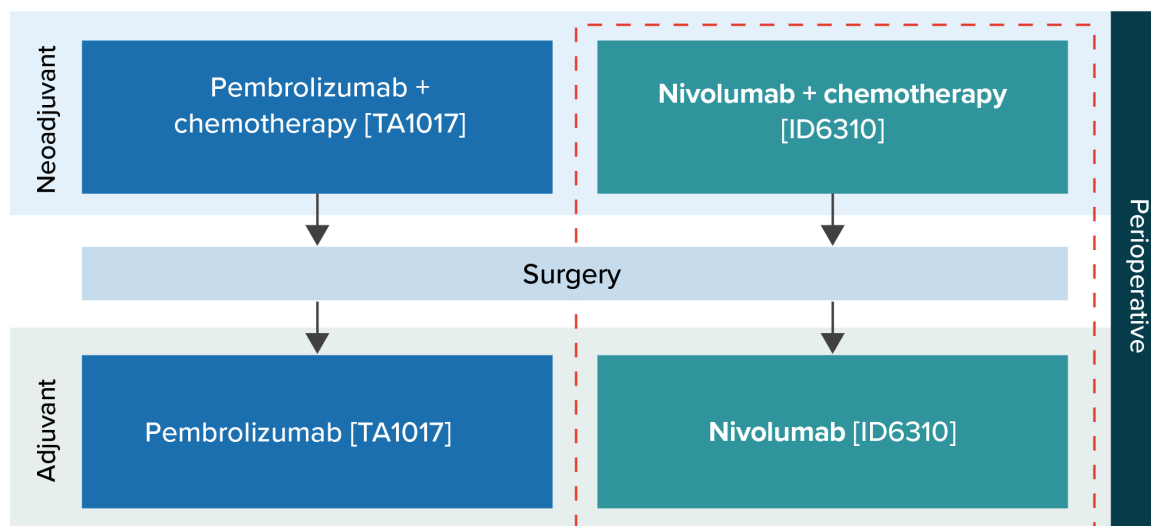 Neoadjuvant
Pembrolizumab +
chemotherapy [TA1017]
Nivolumab + chemotherapy
[ID6310]
Surgery
Adjuvant
Pembrolizumab [TA1017]
Nivolumab [ID6310]
Perioperative